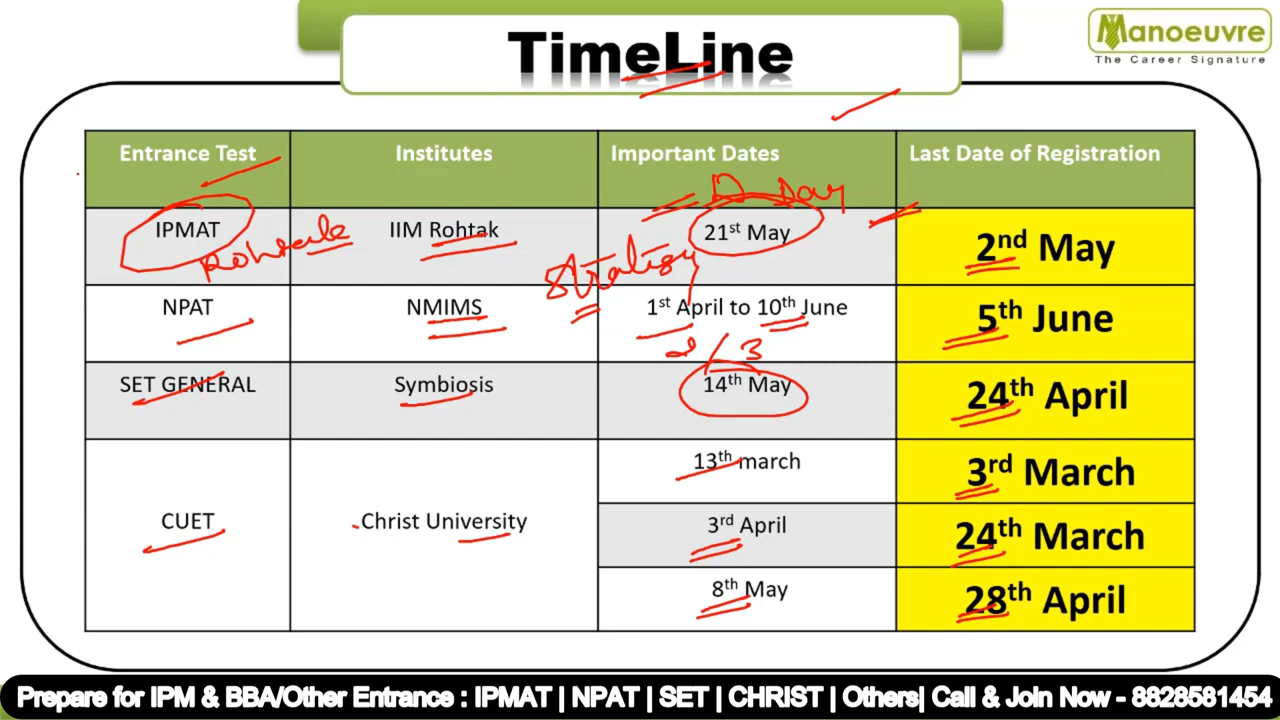 TimeLine
Manoeuvre
The Career Signature
Entrance Test Institutes Important Dates Last Date of Registration
D Day
IPMAT IIM Rohtak 21st May 2nd May
Rohtak
NPAT NMIMS 1st April to 10th June 5th June
2/3
SET GENERAL Symbiosis 14th May 24th April
13th march 3rd March
CUET Christ University 3rd April 24th March
8th May 28th April
Prepare for IPM & BBA/Other Entrance : IPMAT | NPAT | SET | CHRIST | Others| Call & Join Now - 8828581454